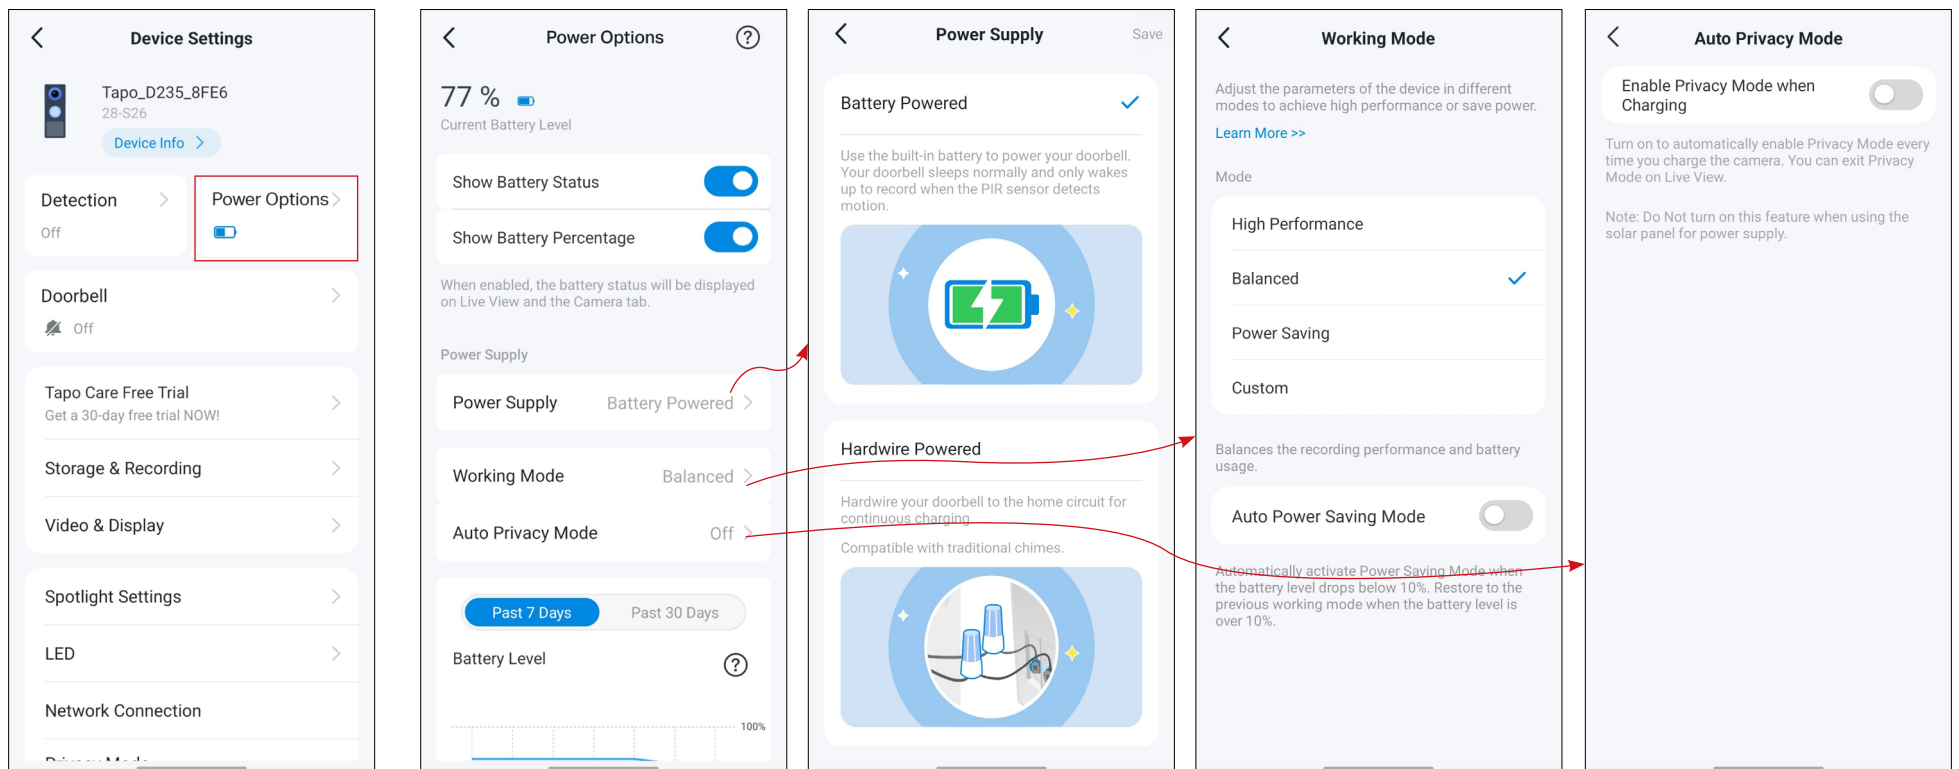 Device Settings
Tapo_D235_8FE6
28-S26
Device Info
Detection
Off
Power Options
Doorbell
Off
Tapo Care Free Trial
Get a 30-day free trial NOW!
Storage & Recording
Video & Display
Spotlight Settings
LED
Network Connection
Privacy Mode
Power Options
77 %
Current Battery Level
Show Battery Status
Show Battery Percentage
When enabled, the battery status will be displayed
on Live View and the Camera tab.
Power Supply
Power Supply Battery Powered
Working Mode Balanced
Auto Privacy Mode Off
Past 7 Days Past 30 Days
Battery Level
100%
Power Supply Save
Battery Powered
Use the built-in battery to power your doorbell.
Your doorbell sleeps normally and only wakes
up to record when the PIR sensor detects
motion.
Hardwire Powered
Hardwire your doorbell to the home circuit for
continuous charging
Compatible with traditional chimes.
Working Mode
Adjust the parameters of the device in different
modes to achieve high performance or save power.
Learn More >>
Mode
High Performance
Balanced
Power Saving
Custom
Balances the recording performance and battery
usage.
Auto Power Saving Mode
Automatically activate Power Saving Mode when
the battery level drops below 10%. Restore to the
previous working mode when the battery level is
over 10%.
Auto Privacy Mode
Enable Privacy Mode when
Charging
Turn on to automatically enable Privacy Mode every
time you charge the camera. You can exit Privacy
Mode on Live View.
Note: Do Not turn on this feature when using the
solar panel for power supply.